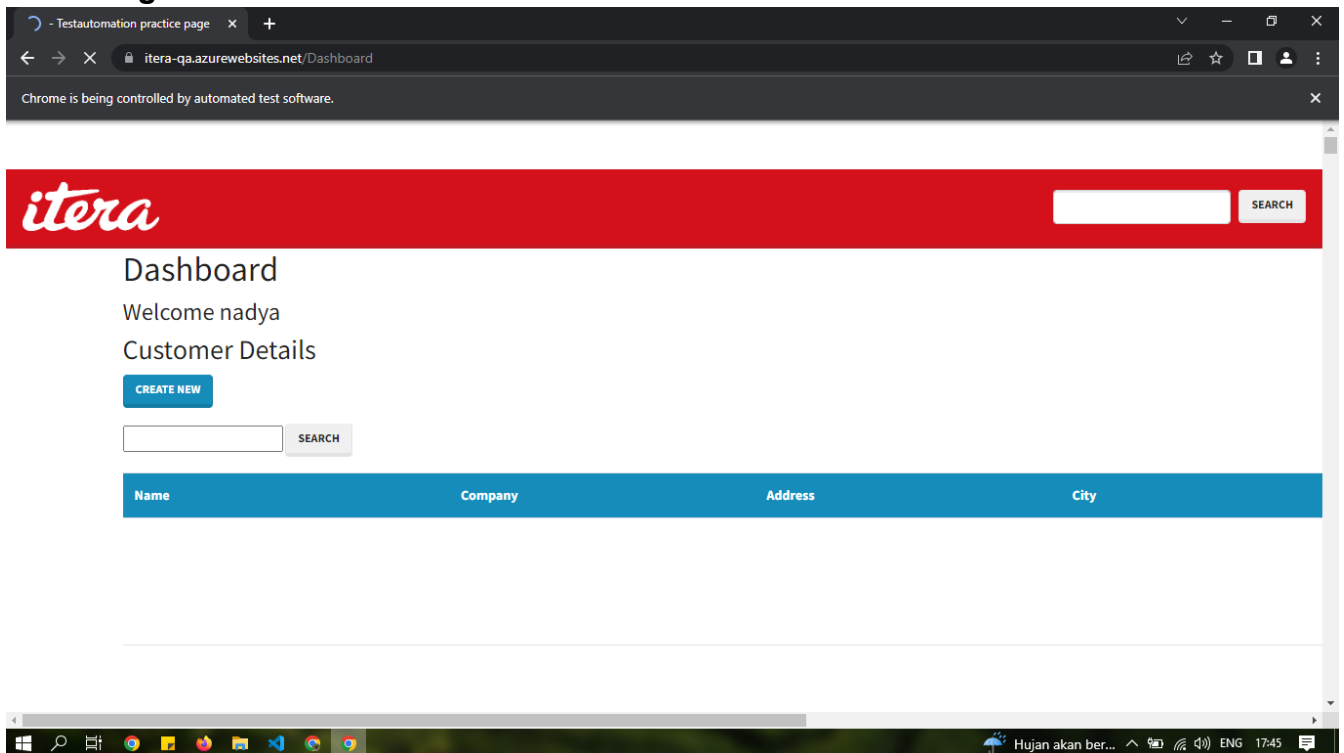 - Testautomation practice page
itera-qa.azurewebsites.net/Dashboard
Chrome is being controlled by automated test software.
itera
SEARCH
Dashboard
Welcome nadya
Customer Details
CREATE NEW
SEARCH
Name Company Address City
Hujan akan ber... ENG 17:45